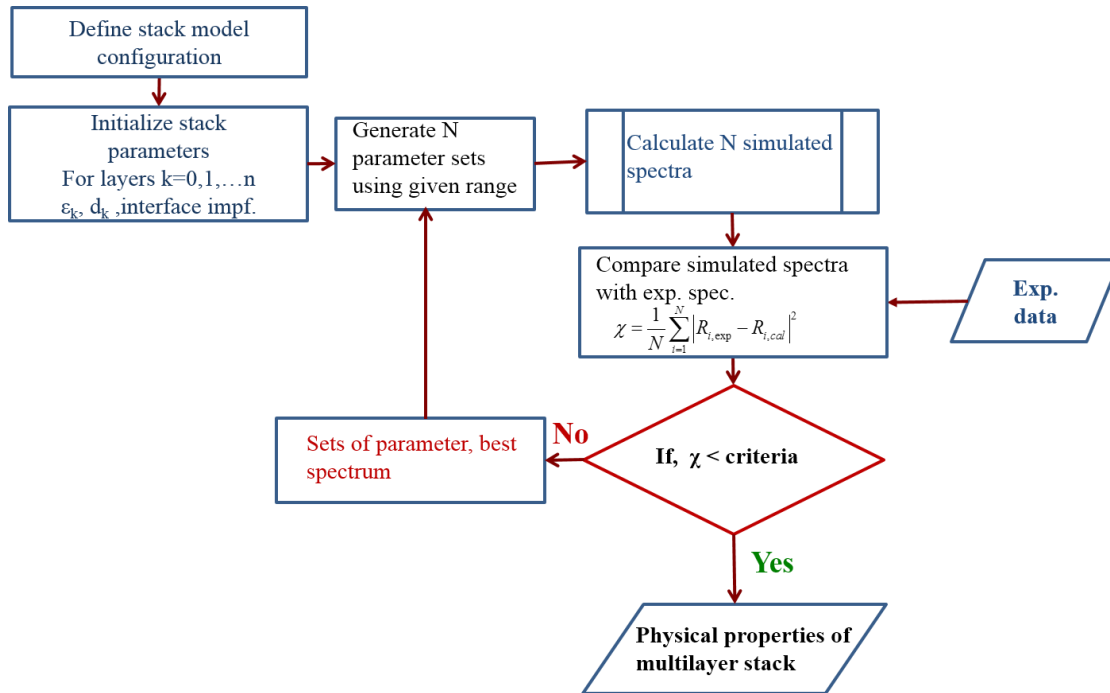 Define stack model
configuration
Initialize stack
parameters
For layers k=0,1,…n
εk, dk ,interface impf.
Generate N
parameter sets
using given range
Calculate N simulated
spectra
Compare simulated spectra
with exp. spec.
χ = 1/N ∑_{i=1}^{N} |R_{i,exp} − R_{i,cal}|²
Exp.
data
If, χ < criteria
No
Sets of parameter, best
spectrum
Yes
Physical properties of
multilayer stack